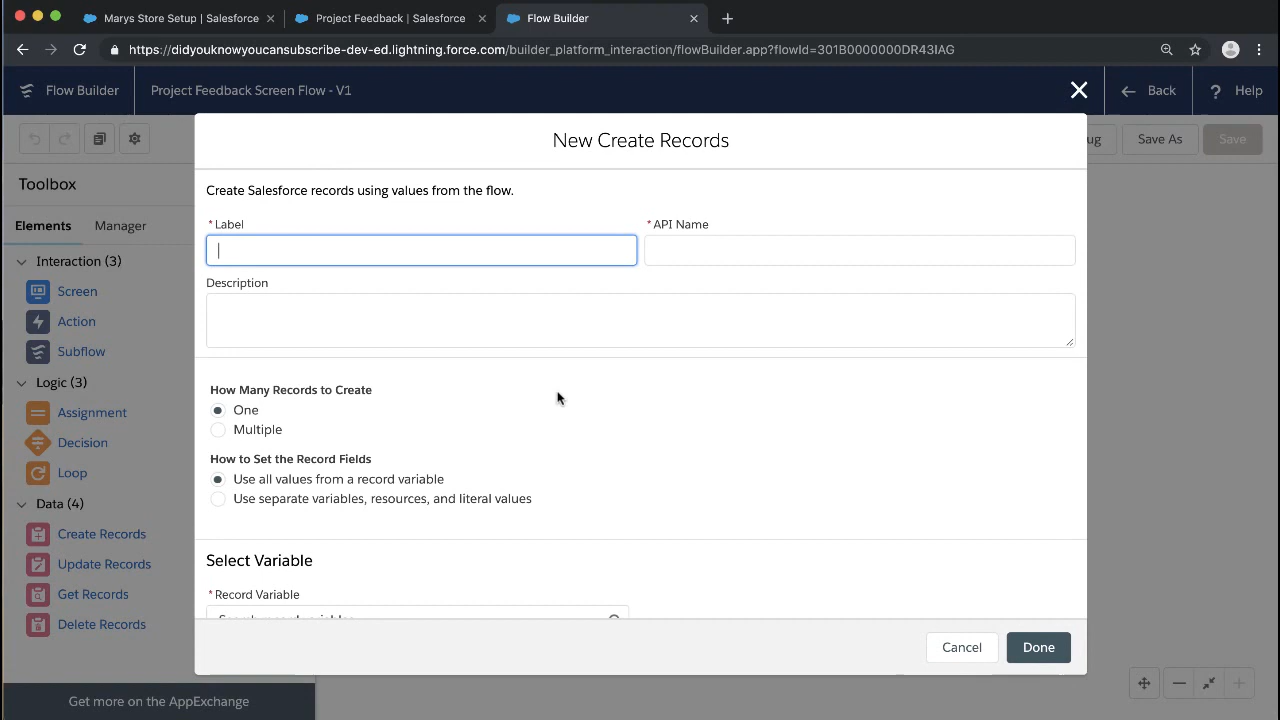 Marys Store Setup | Salesforce
Project Feedback | Salesforce
Flow Builder
https://didyouknowyoucansubscribe-dev-ed.lightning.force.com/builder_platform_interaction/flowBuilder.app?flowId=301B0000000DR43IAG
Flow Builder
Project Feedback Screen Flow - V1
Back
Help
ug
Save As
Save
Toolbox
Elements
Manager
Interaction (3)
Screen
Action
Subflow
Logic (3)
Assignment
Decision
Loop
Data (4)
Create Records
Update Records
Get Records
Delete Records
Get more on the AppExchange
New Create Records
Create Salesforce records using values from the flow.
* Label
* API Name
Description
How Many Records to Create
One
Multiple
How to Set the Record Fields
Use all values from a record variable
Use separate variables, resources, and literal values
Select Variable
* Record Variable
Cancel
Done